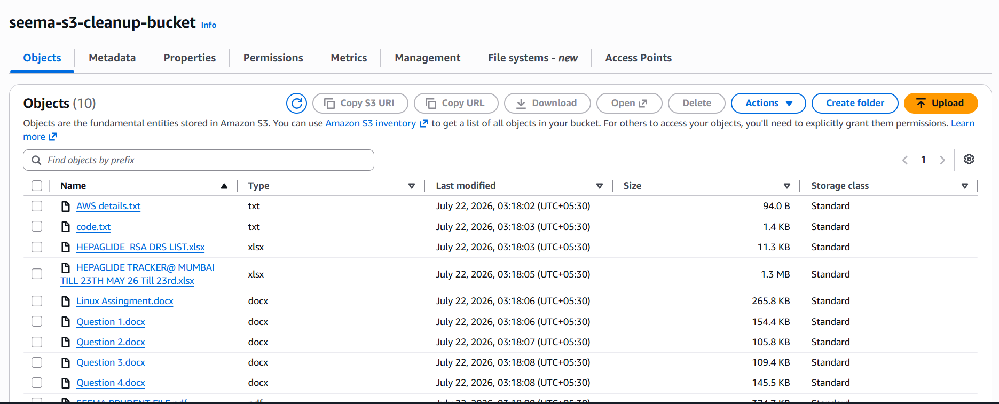 seema-s3-cleanup-bucket Info
Objects Metadata Properties Permissions Metrics Management File systems - new Access Points
Objects (10) Copy S3 URI Copy URL Download Open Delete Actions Create folder Upload
Objects are the fundamental entities stored in Amazon S3. You can use Amazon S3 inventory to get a list of all objects in your bucket. For others to access your objects, you'll need to explicitly grant them permissions. Learn
more
Find objects by prefix 1
Name Type Last modified Size Storage class
AWS details.txt txt July 22, 2026, 03:18:02 (UTC+05:30) 94.0 B Standard
code.txt txt July 22, 2026, 03:18:03 (UTC+05:30) 1.4 KB Standard
HEPAGLIDE  RSA DRS LIST.xlsx xlsx July 22, 2026, 03:18:03 (UTC+05:30) 11.3 KB Standard
HEPAGLIDE TRACKER@ MUMBAI
TILL 23TH MAY 26 Till 23rd.xlsx xlsx July 22, 2026, 03:18:05 (UTC+05:30) 1.3 MB Standard
Linux Assingment.docx docx July 22, 2026, 03:18:06 (UTC+05:30) 265.8 KB Standard
Question 1.docx docx July 22, 2026, 03:18:06 (UTC+05:30) 154.4 KB Standard
Question 2.docx docx July 22, 2026, 03:18:07 (UTC+05:30) 105.8 KB Standard
Question 3.docx docx July 22, 2026, 03:18:08 (UTC+05:30) 109.4 KB Standard
Question 4.docx docx July 22, 2026, 03:18:08 (UTC+05:30) 145.5 KB Standard